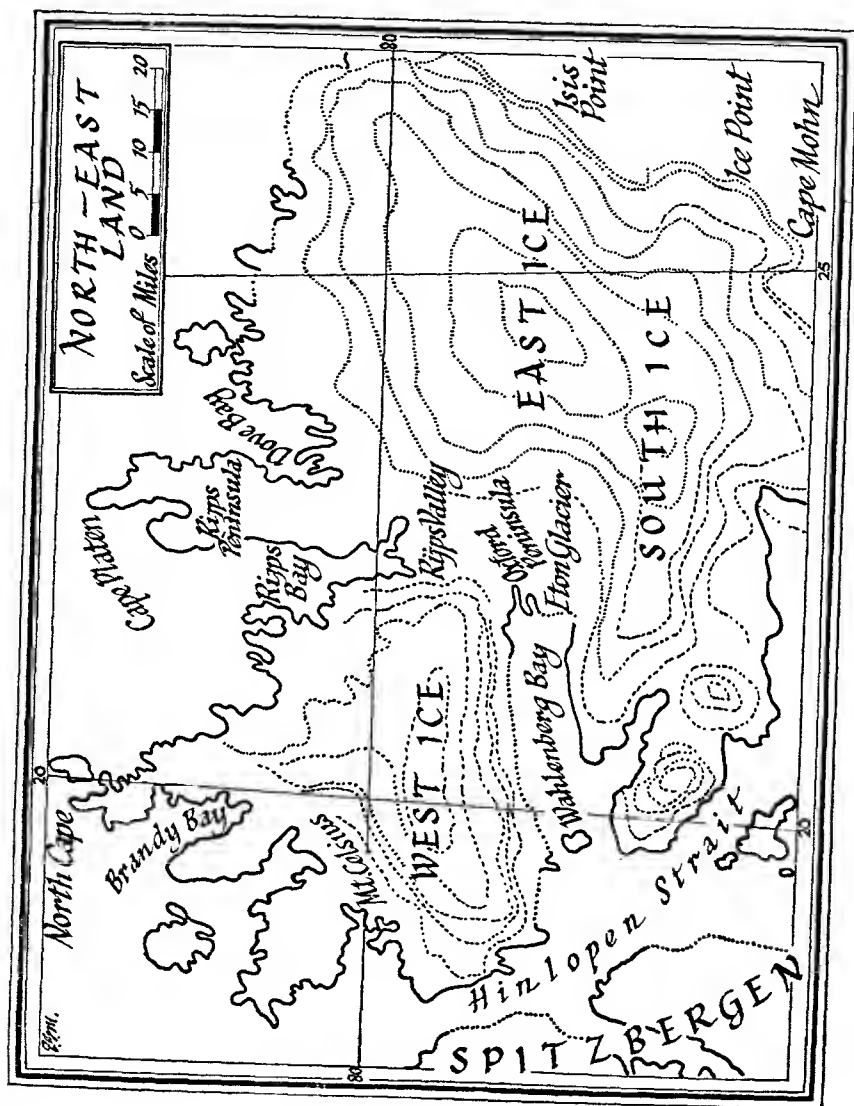 NORTH-EAST
LAND
Scale of Miles 0 5 10 15 20
20
North Cape
Cape Platen
Brandy Bay
Ripps
Peninsula
Ripps
Bay
Dove Bay
80
80
Mt. Celsius
WEST ICE
Ripps Valley
Oxford
Peninsula
Eton Glacier
Wahlenberg Bay
EAST ICE
SOUTH ICE
Isis
Point
Ice Point
Cape Mohn
Hinlopen Strait
SPITZBERGEN
20
25